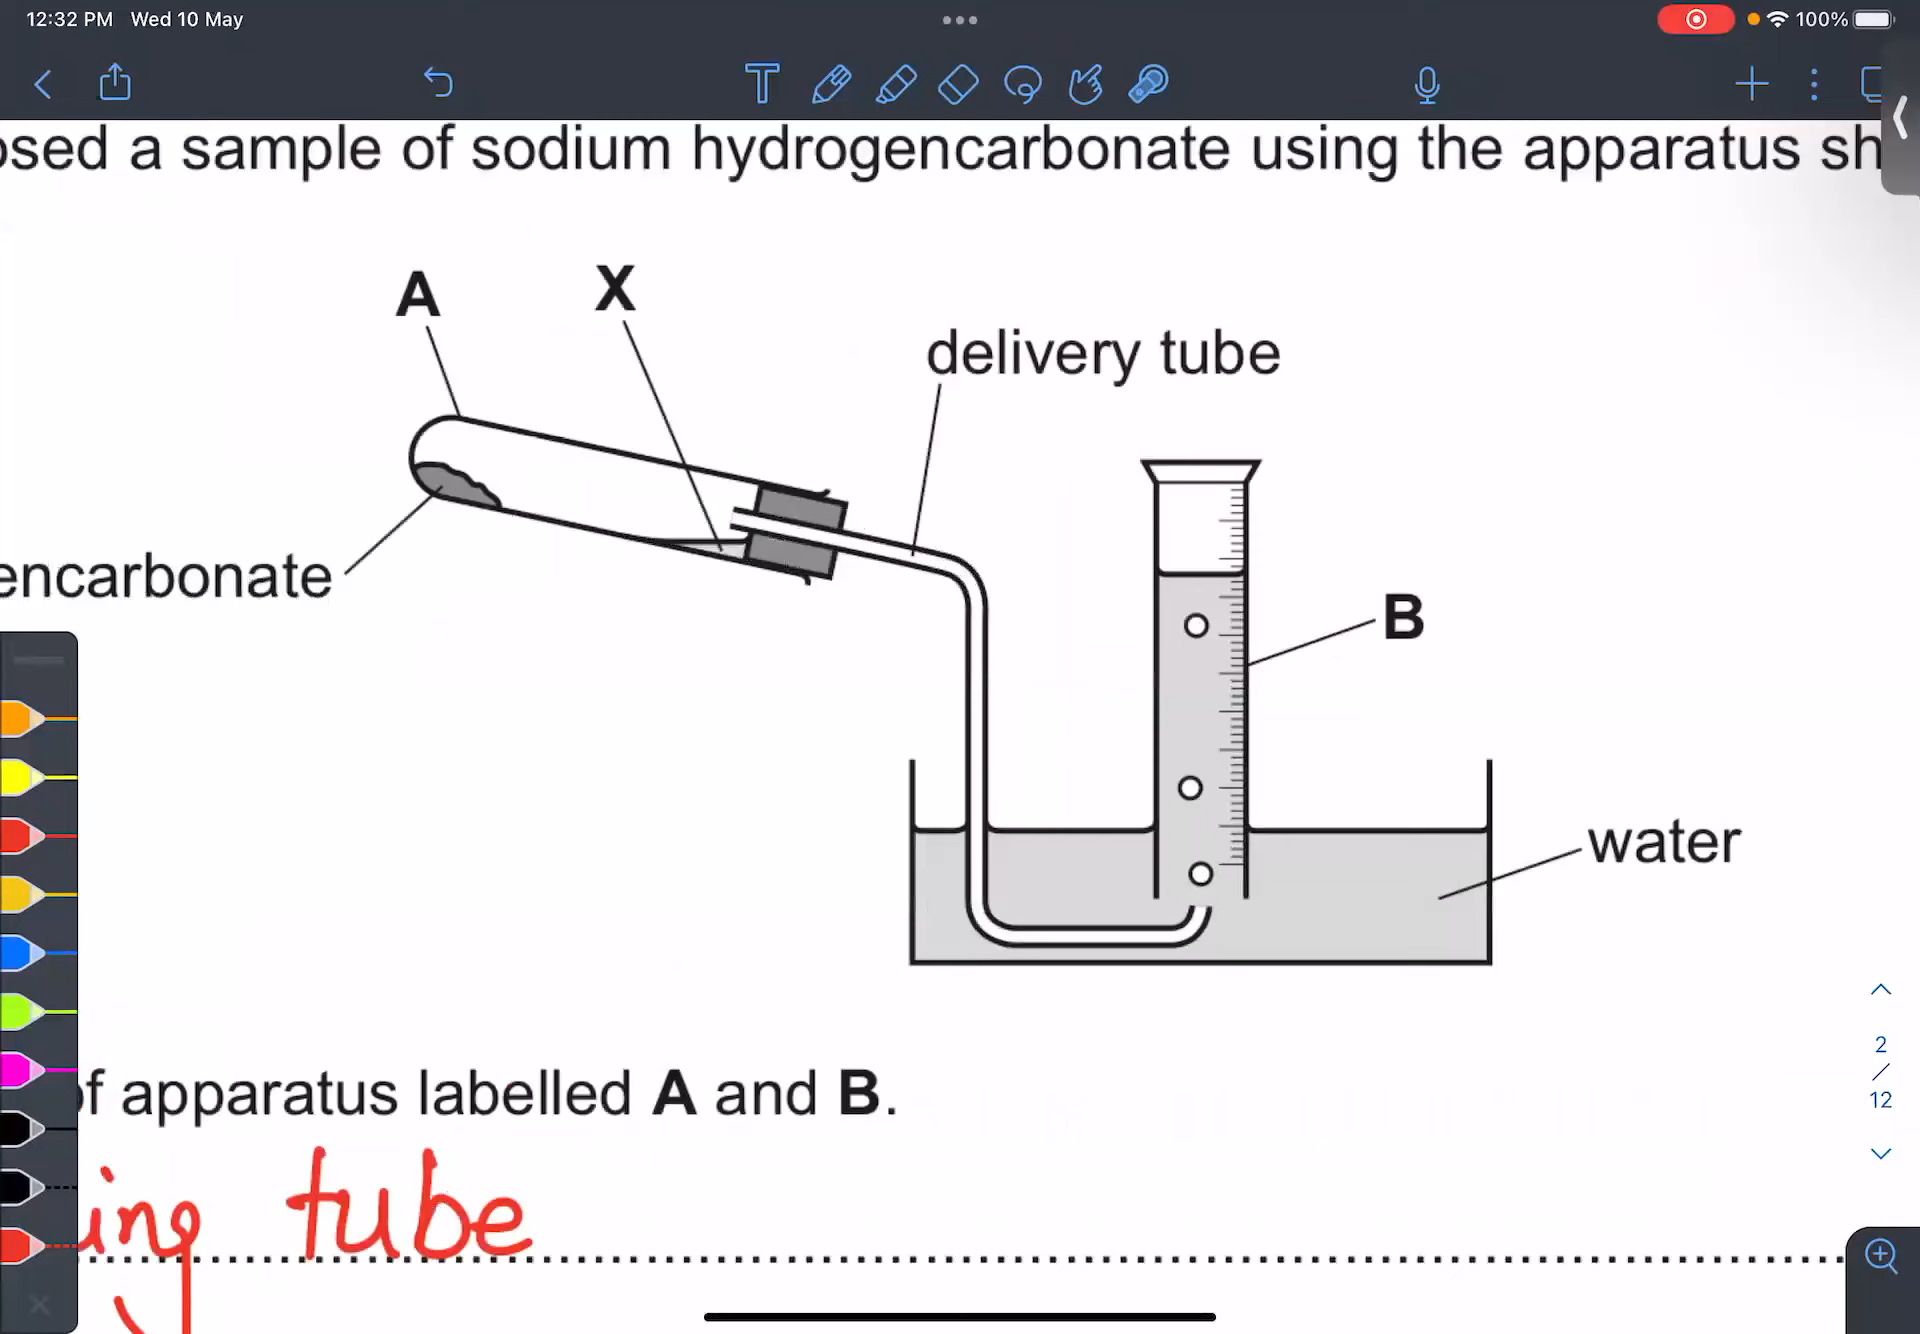 12:32 PM Wed 10 May
100%
osed a sample of sodium hydrogencarbonate using the apparatus sh
A
X
delivery tube
encarbonate
B
water
2
/
12
of apparatus labelled A and B.
ing tube